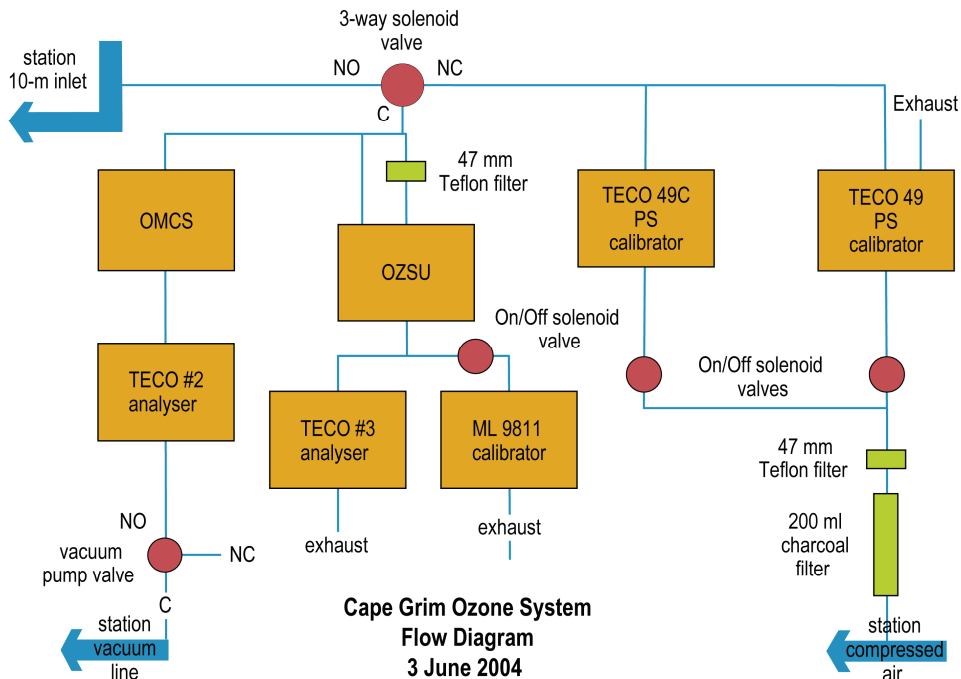 3-way solenoid
valve
station
10-m inlet
NO
NC
C
Exhaust
47 mm
Teflon filter
OMCS
OZSU
TECO 49C
PS
calibrator
TECO 49
PS
calibrator
On/Off solenoid
valve
On/Off solenoid
valves
TECO #2
analyser
TECO #3
analyser
ML 9811
calibrator
47 mm
Teflon filter
NO
vacuum
pump valve
NC
C
exhaust
exhaust
200 ml
charcoal
filter
station
vacuum
line
Cape Grim Ozone System
Flow Diagram
3 June 2004
station
compressed
air